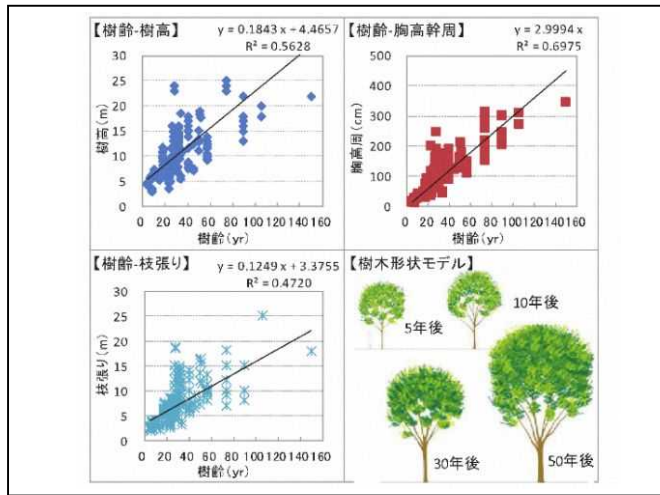 【樹齢-樹高】
y = 0.1843 x + 4.4657
R² = 0.5628
30
25
20
15
10
5
0
樹高(m)
0 20 40 60 80 100 120 140 160
樹齢(yr)
【樹齢-胸高幹周】
y = 2.9994 x
R² = 0.6975
500
400
300
200
100
0
胸高周(cm)
0 20 40 60 80 100 120 140 160
樹齢(yr)
【樹齢-枝張り】
y = 0.1249 x + 3.3755
R² = 0.4720
30
25
20
15
10
5
0
枝張り(m)
0 20 40 60 80 100 120 140 160
樹齢(yr)
【樹木形状モデル】
5年後
10年後
30年後
50年後